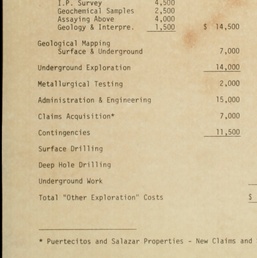 I.P. Survey 4,500
Geochemical Samples 2,500
Assaying Above 4,000
Geology & Interpre. 1,500 $ 14,500
Geological Mapping
Surface & Underground 7,000
Underground Exploration 14,000
Metallurgical Testing 2,000
Administration & Engineering 15,000
Claims Acquisition* 7,000
Contingencies 11,500
Surface Drilling
Deep Hole Drilling
Underground Work
Total "Other Exploration" Costs $
* Puertecitos and Salazar Properties - New Claims and